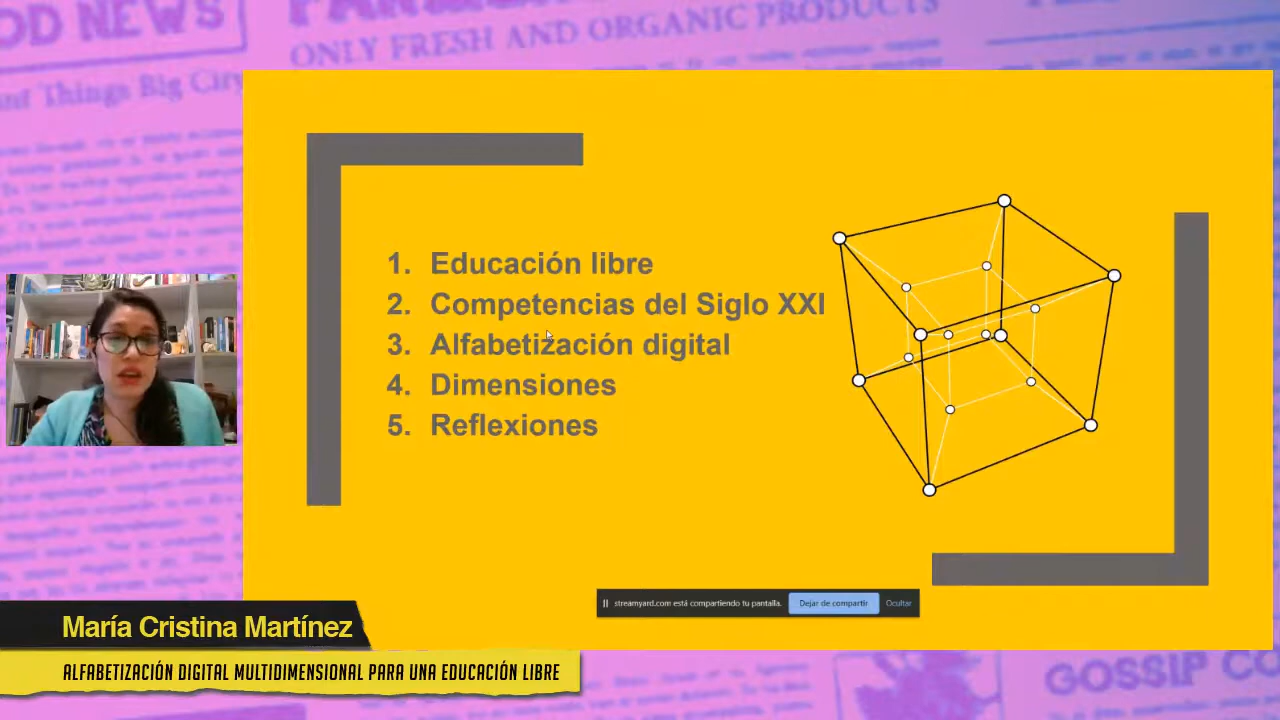 OD NEWS
ONLY FRESH AND ORGANIC PRODUCTS
Things Big City
1. Educación libre
2. Competencias del Siglo XXI
3. Alfabetización digital
4. Dimensiones
5. Reflexiones
streamyard.com está compartiendo tu pantalla.
Dejar de compartir
Ocultar
María Cristina Martínez
ALFABETIZACIÓN DIGITAL MULTIDIMENSIONAL PARA UNA EDUCACIÓN LIBRE
GOSSIP CO